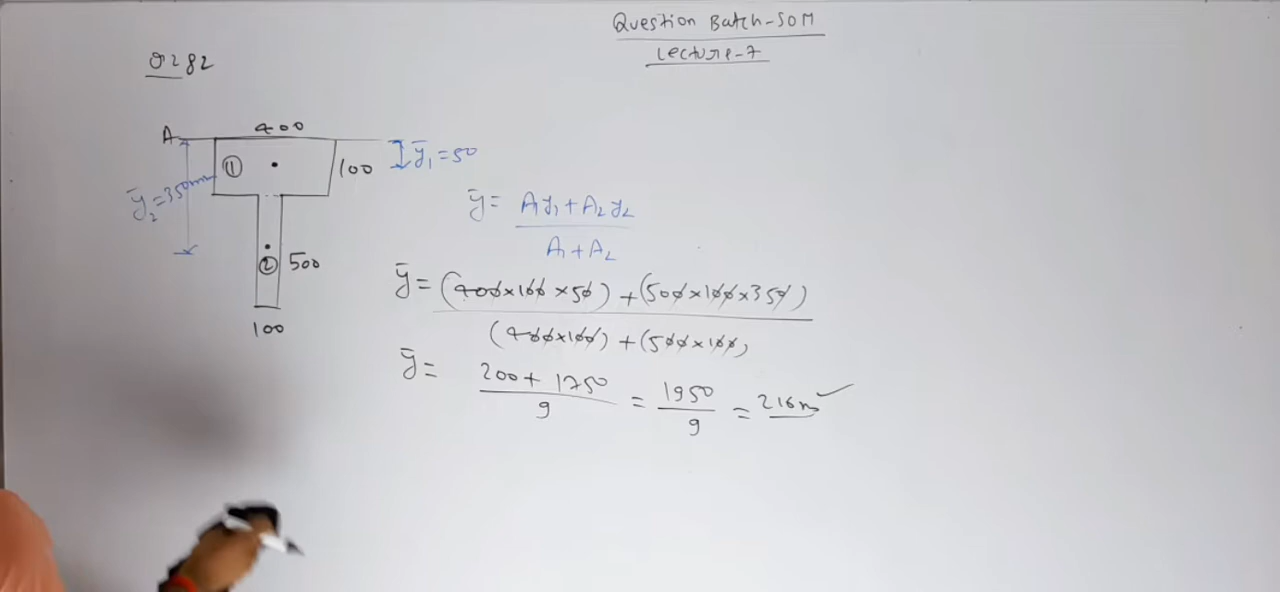 Question Batch-SOM
Lecture-7
Q282
A
400
① 100
ȳ₁=50
ȳ₂=350mm
② 500
100
ȳ= A₁y₁+A₂y₂
A₁+A₂
ȳ= (400×100×50)+(500×100×350)
(400×100)+(500×100)
ȳ= 200+1750 = 1950 = 216m
9 9